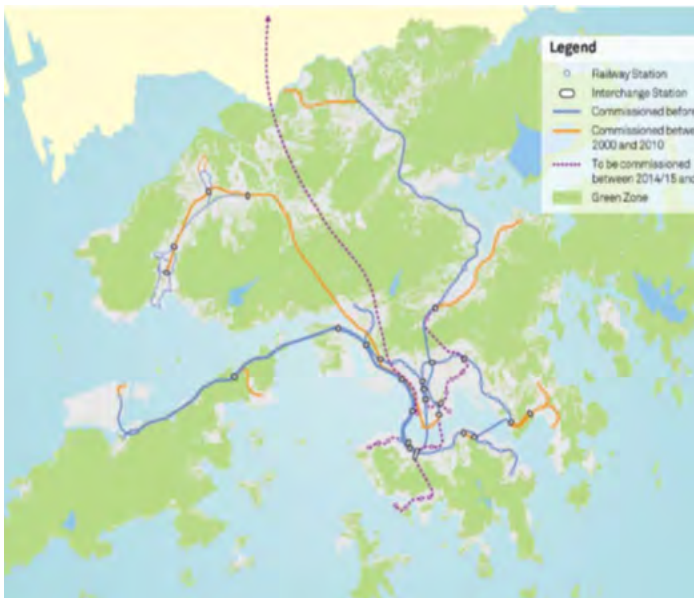 Legend
Railway Station
Interchange Station
Commissioned before
Commissioned betwe
2000 and 2010
To be commissioned
between 2014/15 and
Green Zone